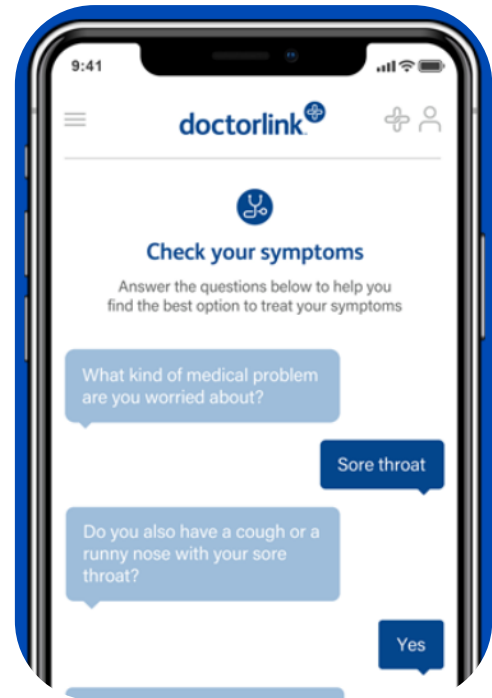 9:41
doctorlink
Check your symptoms
Answer the questions below to help you
find the best option to treat your symptoms
What kind of medical problem
are you worried about?
Sore throat
Do you also have a cough or a
runny nose with your sore
throat?
Yes